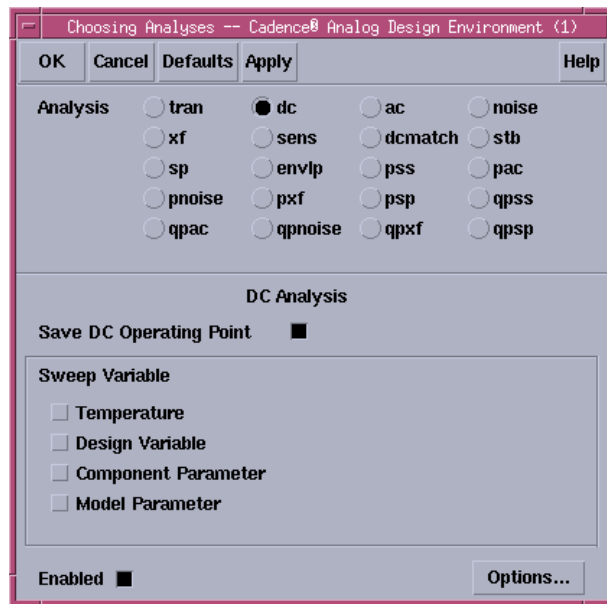 Choosing Analyses -- Cadence® Analog Design Environment (1)
OK Cancel Defaults Apply Help
Analysis tran dc ac noise
xf sens dcmatch stb
sp envlp pss pac
pnoise pxf psp qpss
qpac qpnoise qpxf qpsp
DC Analysis
Save DC Operating Point
Sweep Variable
Temperature
Design Variable
Component Parameter
Model Parameter
Enabled Options...